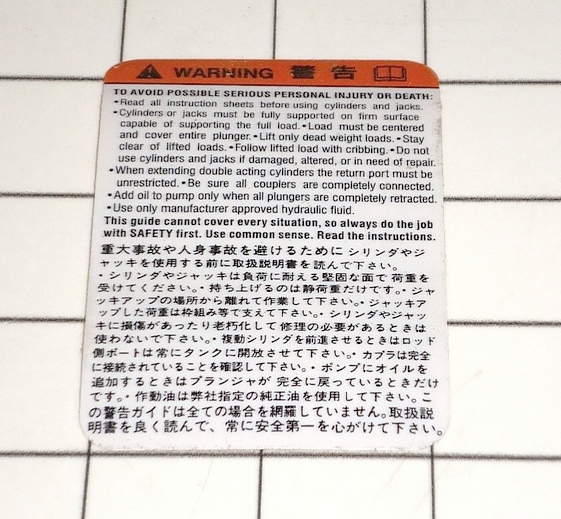 WARNING 警告
TO AVOID POSSIBLE SERIOUS PERSONAL INJURY OR DEATH:
•Read all instruction sheets before using cylinders and jacks.
•Cylinders or jacks must be fully supported on firm surface
capable of supporting the full load.•Load must be centered
and cover entire plunger.•Lift only dead weight loads.•Stay
clear of lifted loads.•Follow lifted load with cribbing.•Do not
use cylinders and jacks if damaged, altered, or in need of repair.
•When extending double acting cylinders the return port must be
unrestricted.•Be sure all couplers are completely connected.
•Add oil to pump only when all plungers are completely retracted.
•Use only manufacturer approved hydraulic fluid.
This guide cannot cover every situation, so always do the job
with SAFETY first. Use common sense. Read the instructions.
重大事故や人身事故を避けるために シリンダやジ
ャッキを使用する前に取扱説明書を読んで下さい。
・シリンダやジャッキは負荷に耐える堅固な面で 荷重を
受けてください。・持ち上げるのは静荷重だけです。・ジャ
ッキアップの場所から離れて作業して下さい。・ジャッキア
ップした荷重は枠組み等で支えて下さい。・シリンダやジャッ
キに損傷があったり老朽化して修理の必要があるときは
使わないで下さい。・複動シリンダを前進させるときはロッド
側ポートは常にタンクに開放させて下さい。・カプラは完全
に接続されていることを確認して下さい。・ポンプにオイルを
追加するときはプランジャが 完全に戻っているときだけ
です。・作動油は弊社指定の純正油を使用して下さい。こ
の警告ガイドは全ての場合を網羅していません。取扱説
明書を良く読んで、常に安全第一を心がけて下さい。